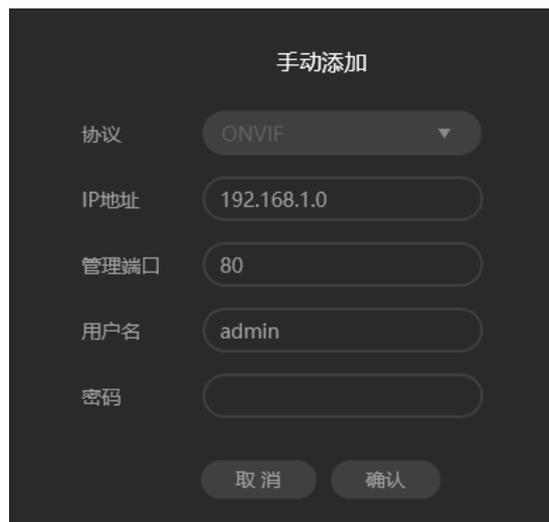 手动添加
协议 ONVIF
IP地址 192.168.1.0
管理端口 80
用户名 admin
密码
取 消 确认